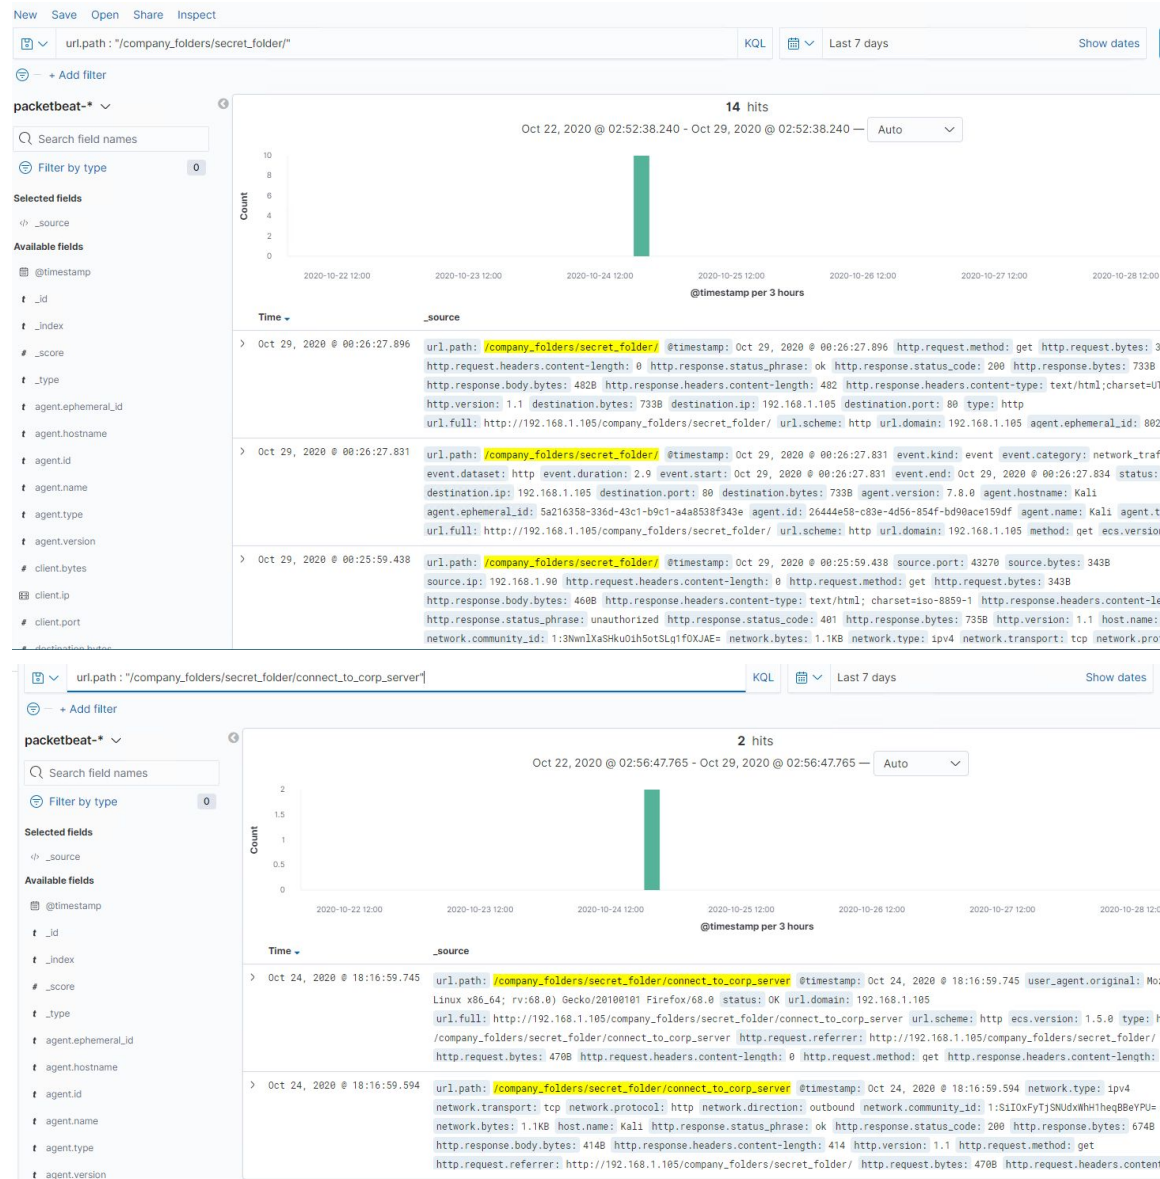 New Save Open Share Inspect
url.path : "/company_folders/secret_folder/" KQL Last 7 days Show dates
+ Add filter
packetbeat-*
14 hits
Search field names
Oct 22, 2020 @ 02:52:38.240 - Oct 29, 2020 @ 02:52:38.240 — Auto
Filter by type 0
Selected fields
</> _source
Available fields
@timestamp
t _id
t _index
# _score
t _type
t agent.ephemeral_id
t agent.hostname
t agent.id
t agent.name
t agent.type
t agent.version
# client.bytes
client.ip
# client.port
# destination.bytes
Count
10
8
6
4
2
0
2020-10-22 12:00 2020-10-23 12:00 2020-10-24 12:00 2020-10-25 12:00 2020-10-26 12:00 2020-10-27 12:00 2020-10-28 12:00
@timestamp per 3 hours
Time _source
Oct 29, 2020 @ 00:26:27.896 url.path: /company_folders/secret_folder/ @timestamp: Oct 29, 2020 @ 00:26:27.896 http.request.method: get http.request.bytes: 3
http.request.headers.content-length: 0 http.response.status_phrase: ok http.response.status_code: 200 http.response.bytes: 733B
http.response.body.bytes: 482B http.response.headers.content-length: 482 http.response.headers.content-type: text/html;charset=UT
http.version: 1.1 destination.bytes: 733B destination.ip: 192.168.1.105 destination.port: 80 type: http
url.full: http://192.168.1.105/company_folders/secret_folder/ url.scheme: http url.domain: 192.168.1.105 agent.ephemeral_id: 802
Oct 29, 2020 @ 00:26:27.831 url.path: /company_folders/secret_folder/ @timestamp: Oct 29, 2020 @ 00:26:27.831 event.kind: event event.category: network_traf
event.dataset: http event.duration: 2.9 event.start: Oct 29, 2020 @ 00:26:27.831 event.end: Oct 29, 2020 @ 00:26:27.834 status:
destination.ip: 192.168.1.105 destination.port: 80 destination.bytes: 733B agent.version: 7.8.0 agent.hostname: Kali
agent.ephemeral_id: 5a216358-336d-43c1-b9c1-a4a8538f343e agent.id: 26444e58-c83e-4d56-854f-bd90ace159df agent.name: Kali agent.t
url.full: http://192.168.1.105/company_folders/secret_folder/ url.scheme: http url.domain: 192.168.1.105 method: get ecs.version
Oct 29, 2020 @ 00:25:59.438 url.path: /company_folders/secret_folder/ @timestamp: Oct 29, 2020 @ 00:25:59.438 source.port: 43270 source.bytes: 343B
source.ip: 192.168.1.90 http.request.headers.content-length: 0 http.request.method: get http.request.bytes: 343B
http.response.body.bytes: 460B http.response.headers.content-type: text/html; charset=iso-8859-1 http.response.headers.content-le
http.response.status_phrase: unauthorized http.response.status_code: 401 http.response.bytes: 735B http.version: 1.1 host.name:
network.community_id: 1:3NwnlXaSHkuOih5otSLq1fOXJAE= network.bytes: 1.1KB network.type: ipv4 network.transport: tcp network.pro
url.path : "/company_folders/secret_folder/connect_to_corp_server" KQL Last 7 days Show dates
+ Add filter
packetbeat-*
2 hits
Search field names
Oct 22, 2020 @ 02:56:47.765 - Oct 29, 2020 @ 02:56:47.765 — Auto
Filter by type 0
Selected fields
</> _source
Available fields
@timestamp
t _id
t _index
# _score
t _type
t agent.ephemeral_id
t agent.hostname
t agent.id
t agent.name
t agent.type
t agent.version
Count
2
1.5
1
0.5
0
2020-10-22 12:00 2020-10-23 12:00 2020-10-24 12:00 2020-10-25 12:00 2020-10-26 12:00 2020-10-27 12:00 2020-10-28 12:0
@timestamp per 3 hours
Time _source
Oct 24, 2020 @ 18:16:59.745 url.path: /company_folders/secret_folder/connect_to_corp_server @timestamp: Oct 24, 2020 @ 18:16:59.745 user_agent.original: Moz
Linux x86_64; rv:68.0) Gecko/20100101 Firefox/68.0 status: OK url.domain: 192.168.1.105
url.full: http://192.168.1.105/company_folders/secret_folder/connect_to_corp_server url.scheme: http ecs.version: 1.5.0 type: h
/company_folders/secret_folder/connect_to_corp_server http.request.referrer: http://192.168.1.105/company_folders/secret_folder/
http.request.bytes: 470B http.request.headers.content-length: 0 http.request.method: get http.response.headers.content-length:
Oct 24, 2020 @ 18:16:59.594 url.path: /company_folders/secret_folder/connect_to_corp_server @timestamp: Oct 24, 2020 @ 18:16:59.594 network.type: ipv4
network.transport: tcp network.protocol: http network.direction: outbound network.community_id: 1:SiIOxFyTjSNUdxWhH1heqBBeYPU=
network.bytes: 1.1KB host.name: Kali http.response.status_phrase: ok http.response.status_code: 200 http.response.bytes: 674B
http.response.body.bytes: 414B http.response.headers.content-length: 414 http.version: 1.1 http.request.method: get
http.request.referrer: http://192.168.1.105/company_folders/secret_folder/ http.request.bytes: 470B http.request.headers.content